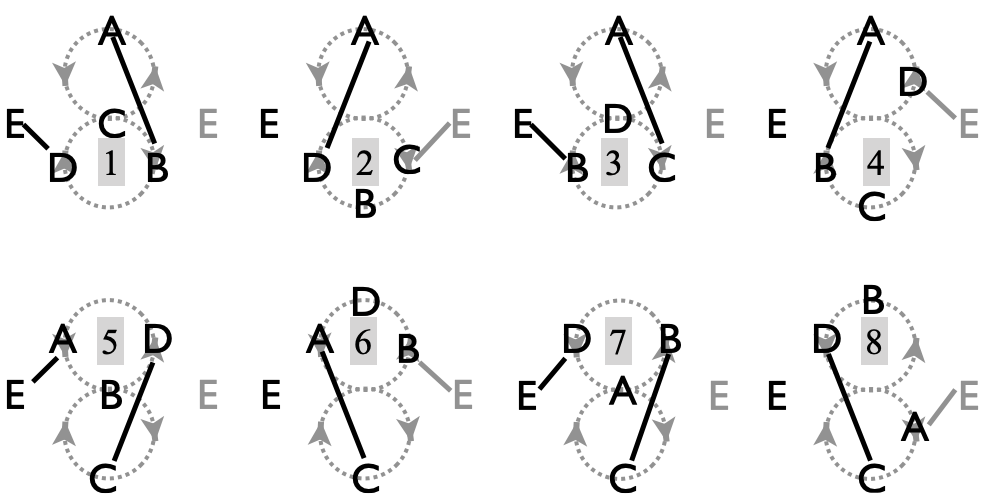 A A A A
D
E C E E E E D E E E
D 1 B D 2 C B 3 C B 4
B C
D B
A 5 D A 6 B D 7 B D 8
E B E E E E A E E E
A
C C C C